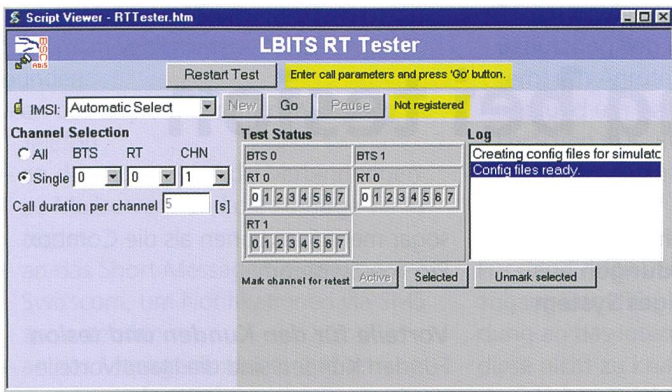 Script Viewer - RTTester.htm
BSC
Abis
LBITS RT Tester
Restart Test
Enter call parameters and press 'Go' button.
IMSI: Automatic Select New Go Pause Not registered
Channel Selection
All BTS RT CHN
Single 0 0 1
Call duration per channel 5 [s]
Test Status
BTS 0 BTS 1
RT 0 RT 0
0 1 2 3 4 5 6 7 0 1 2 3 4 5 6 7
RT 1
0 1 2 3 4 5 6 7
Mark channel for retest Active Selected Unmark selected
Log
Creating config files for simulatc
Config files ready.